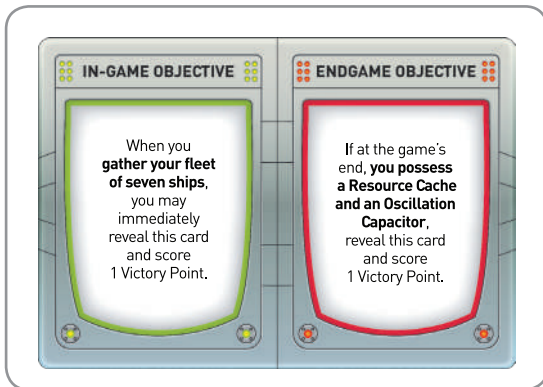 IN-GAME OBJECTIVE
When you
gather your fleet
of seven ships,
you may
immediately
reveal this card
and score
1 Victory Point.
ENDGAME OBJECTIVE
If at the game's
end, you possess
a Resource Cache
and an Oscillation
Capacitor,
reveal this card
and score
1 Victory Point.